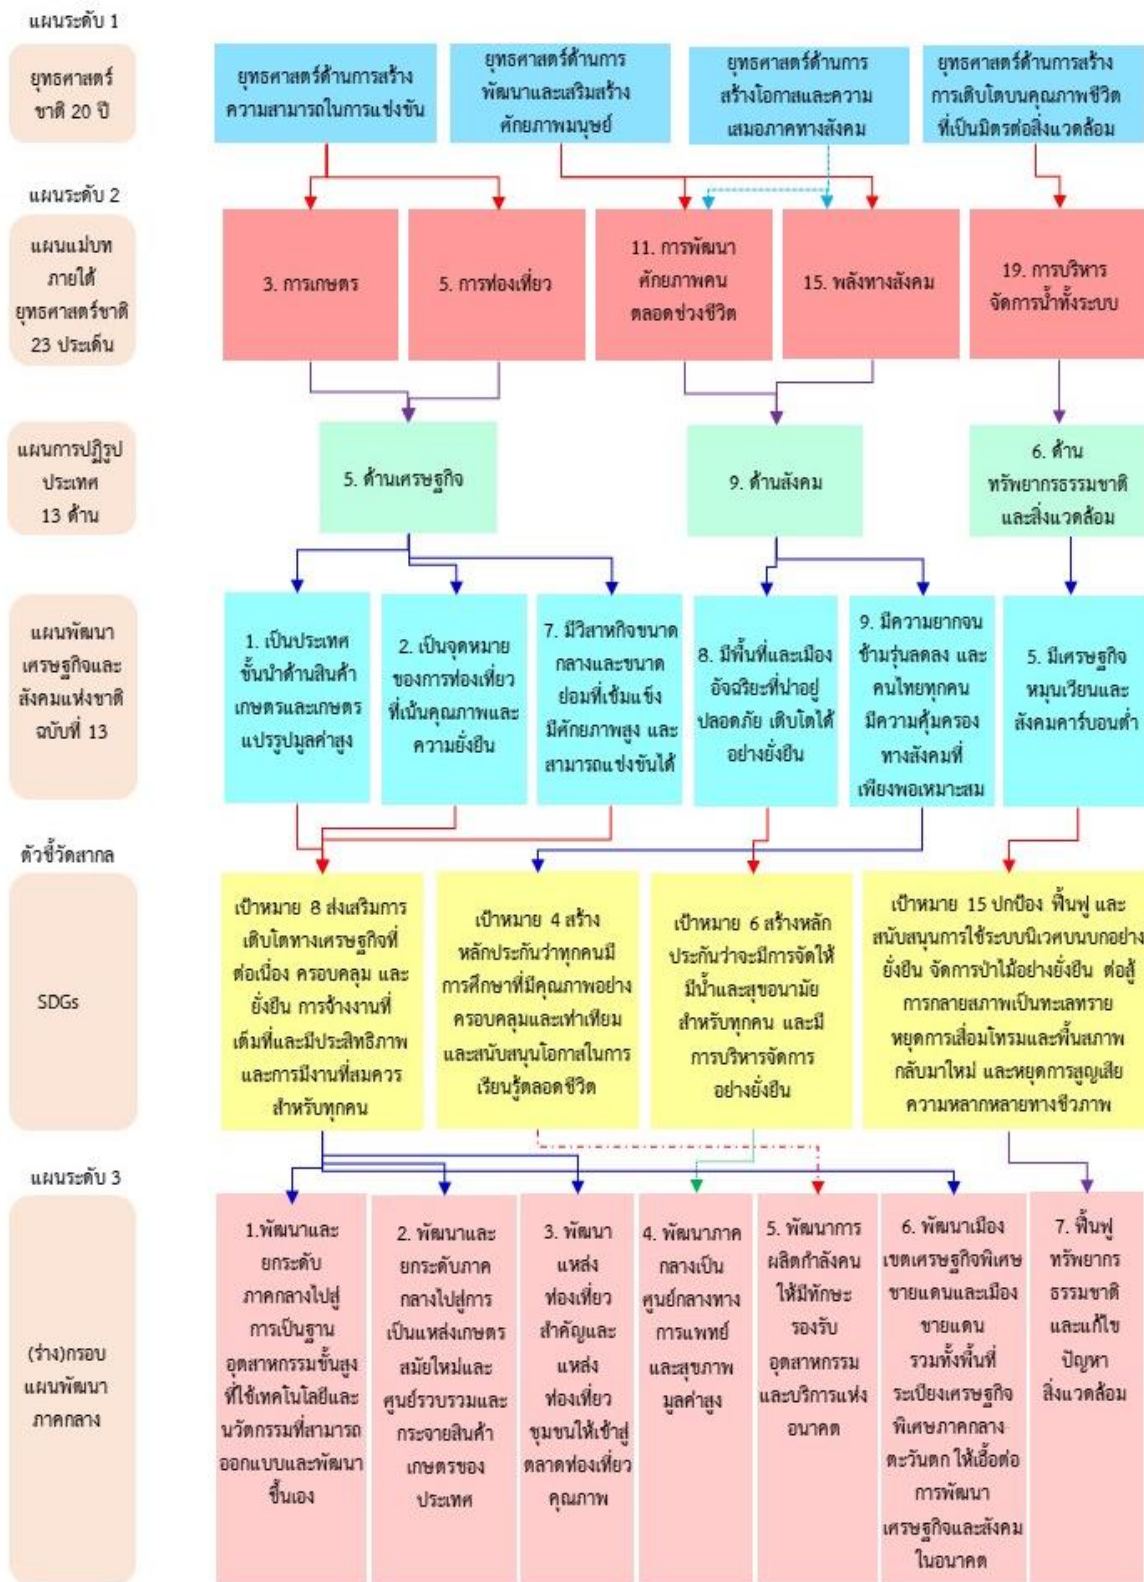 แผนระดับ 1
ยุทธศาสตร์
ชาติ 20 ปี
ยุทธศาสตร์ด้านการสร้าง
ความสามารถในการแข่งขัน
ยุทธศาสตร์ด้านการ
พัฒนาและเสริมสร้าง
ศักยภาพมนุษย์
ยุทธศาสตร์ด้านการ
สร้างโอกาสและความ
เสมอภาคทางสังคม
ยุทธศาสตร์ด้านการสร้าง
การเติบโตบนคุณภาพชีวิต
ที่เป็นมิตรต่อสิ่งแวดล้อม
แผนระดับ 2
แผนแม่บท
ภายใต้
ยุทธศาสตร์ชาติ
23 ประเด็น
3. การเกษตร
5. การท่องเที่ยว
11. การพัฒนา
ศักยภาพคน
ตลอดช่วงชีวิต
15. พลังทางสังคม
19. การบริหาร
จัดการน้ำทั้งระบบ
แผนการปฏิรูป
ประเทศ
13 ด้าน
5. ด้านเศรษฐกิจ
9. ด้านสังคม
6. ด้าน
ทรัพยากรธรรมชาติ
และสิ่งแวดล้อม
แผนพัฒนา
เศรษฐกิจและ
สังคมแห่งชาติ
ฉบับที่ 13
1. เป็นประเทศ
ชั้นนำด้านสินค้า
เกษตรและเกษตร
แปรรูปมูลค่าสูง
2. เป็นจุดหมาย
ของการท่องเที่ยว
ที่เน้นคุณภาพและ
ความยั่งยืน
7. มีวิสาหกิจขนาด
กลางและขนาด
ย่อมที่เข้มแข็ง
มีศักยภาพสูง และ
สามารถแข่งขันได้
8. มีพื้นที่และเมือง
อัจฉริยะที่น่าอยู่
ปลอดภัย เติบโตได้
อย่างยั่งยืน
9. มีความยากจน
ข้ามรุ่นลดลง และ
คนไทยทุกคน
มีความคุ้มครอง
ทางสังคมที่
เพียงพอเหมาะสม
5. มีเศรษฐกิจ
หมุนเวียนและ
สังคมคาร์บอนต่ำ
ตัวชี้วัดสากล
SDGs
เป้าหมาย 8 ส่งเสริมการ
เติบโตทางเศรษฐกิจที่
ต่อเนื่อง ครอบคลุม และ
ยั่งยืน การจ้างงานที่
เต็มที่และมีประสิทธิภาพ
และการมีงานที่สมควร
สำหรับทุกคน
เป้าหมาย 4 สร้าง
หลักประกันว่าทุกคนมี
การศึกษาที่มีคุณภาพอย่าง
ครอบคลุมและเท่าเทียม
และสนับสนุนโอกาสในการ
เรียนรู้ตลอดชีวิต
เป้าหมาย 6 สร้างหลัก
ประกันว่าจะมีการจัดให้
มีน้ำและสุขอนามัย
สำหรับทุกคน และมี
การบริหารจัดการ
อย่างยั่งยืน
เป้าหมาย 15 ปกป้อง ฟื้นฟู และ
สนับสนุนการใช้ระบบนิเวศบนบกอย่าง
ยั่งยืน จัดการป่าไม้อย่างยั่งยืน ต่อสู้
การกลายสภาพเป็นทะเลทราย
หยุดการเสื่อมโทรมและฟื้นสภาพ
กลับมาใหม่ และหยุดการสูญเสีย
ความหลากหลายทางชีวภาพ
แผนระดับ 3
(ร่าง)กรอบ
แผนพัฒนา
ภาคกลาง
1.พัฒนาและ
ยกระดับ
ภาคกลางไปสู่
การเป็นฐาน
อุตสาหกรรมขั้นสูง
ที่ใช้เทคโนโลยีและ
นวัตกรรมที่สามารถ
ออกแบบและพัฒนา
ขึ้นเอง
2. พัฒนาและ
ยกระดับภาค
กลางไปสู่การ
เป็นแหล่งเกษตร
สมัยใหม่และ
ศูนย์รวบรวมและ
กระจายสินค้า
เกษตรของ
ประเทศ
3. พัฒนา
แหล่ง
ท่องเที่ยว
สำคัญและ
แหล่ง
ท่องเที่ยว
ชุมชนให้เข้าสู่
ตลาดท่องเที่ยว
คุณภาพ
4. พัฒนาภาค
กลางเป็น
ศูนย์กลางทาง
การแพทย์
และสุขภาพ
มูลค่าสูง
5. พัฒนาการ
ผลิตกำลังคน
ให้มีทักษะ
รองรับ
อุตสาหกรรม
และบริการแห่ง
อนาคต
6. พัฒนาเมือง
เขตเศรษฐกิจพิเศษ
ชายแดนและเมือง
ชายแดน
รวมทั้งพื้นที่
ระเบียงเศรษฐกิจ
พิเศษภาคกลาง
ตะวันตก ให้เอื้อต่อ
การพัฒนา
เศรษฐกิจและสังคม
ในอนาคต
7. ฟื้นฟู
ทรัพยากร
ธรรมชาติ
และแก้ไข
ปัญหา
สิ่งแวดล้อม